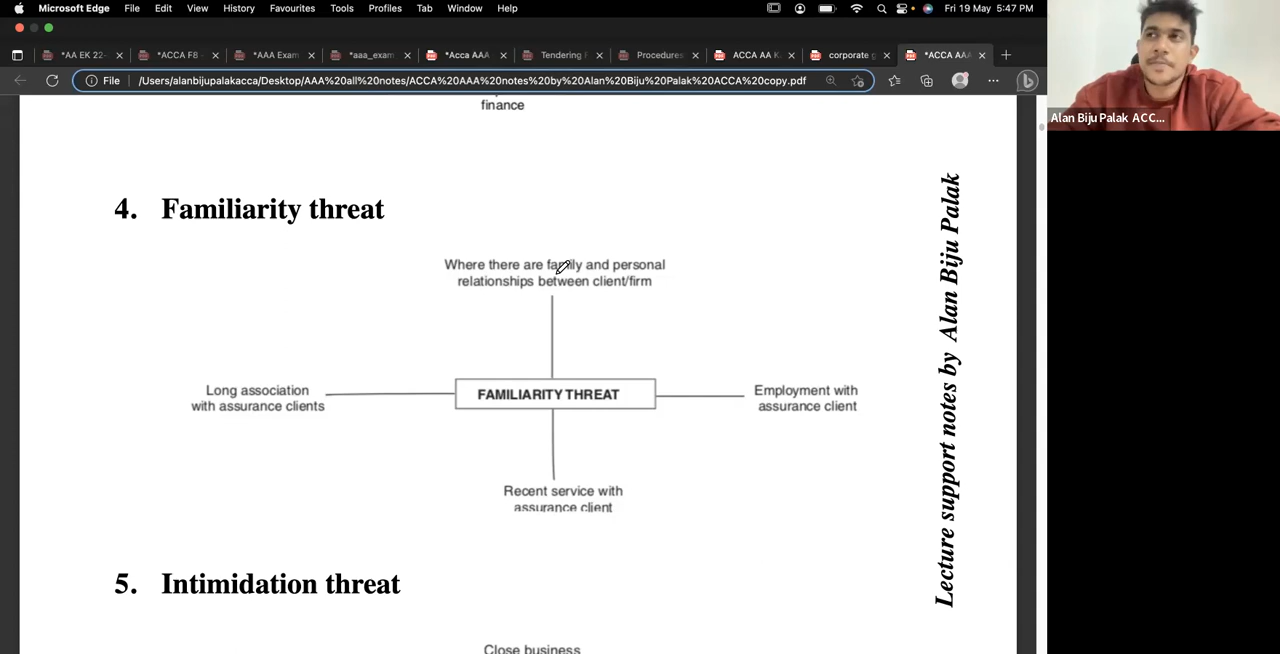 Microsoft Edge File Edit View History Favourites Tools Profiles Tab Window Help Fri 19 May 5:47 PM
*AA EK 22- *ACCA F8 - *AAA Exam *aaa_exam *Acca AAA Tendering Procedures ACCA AA K corporate g *ACCA AAA
File /Users/alanbijupalakacca/Desktop/AAA%20all%20notes/ACCA%20AAA%20notes%20by%20Alan%20Biju%20Palak%20ACCA%20copy.pdf
Alan Biju Palak ACC...
finance
4. Familiarity threat
Where there are family and personal
relationships between client/firm
Long association
with assurance clients
FAMILIARITY THREAT
Employment with
assurance client
Recent service with
assurance client
5. Intimidation threat
Close business
Lecture support notes by Alan Biju Palak